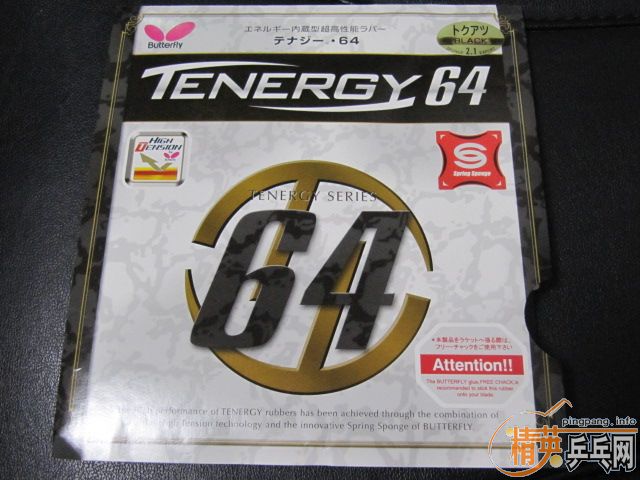 Butterfly
エネルギー内蔵型超高性能ラバー
テナジー・64
トクアツ
BLACK
2.1
TENERGY 64
HIGH
TENSION
S
Spring Sponge
TENERGY SERIES
64
*本製品をラケットへ張る際は、
フリー・チャックをご使用下さい
Attention!!
The BUTTERFLY glue, FREE CHACK, is
recommended to stick this rubber
onto your blade.
The high performance of TENERGY rubbers has been achieved through the combination of
High Tension technology and the innovative Spring Sponge of BUTTERFLY.
pingpang.info
精英乒乓网